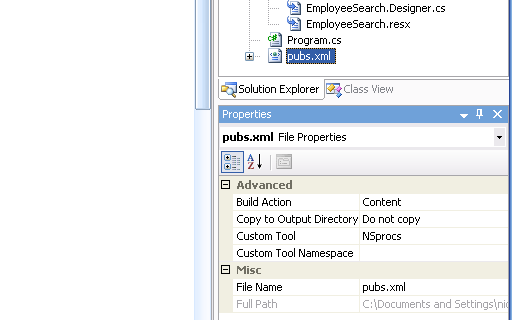 EmployeeSearch.Designer.cs
EmployeeSearch.resx
Program.cs
pubs.xml
Solution Explorer Class View
Properties
pubs.xml File Properties
Advanced
Build Action Content
Copy to Output Directory Do not copy
Custom Tool NSprocs
Custom Tool Namespace
Misc
File Name pubs.xml
Full Path C:\Documents and Settings\nic